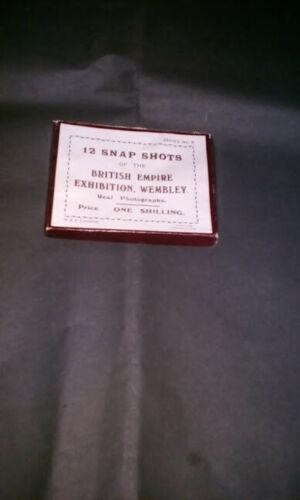 12 SNAP SHOTS
OF THE
BRITISH EMPIRE
EXHIBITION, WEMBLEY.
Real Photographs.
Price ONE SHILLING.